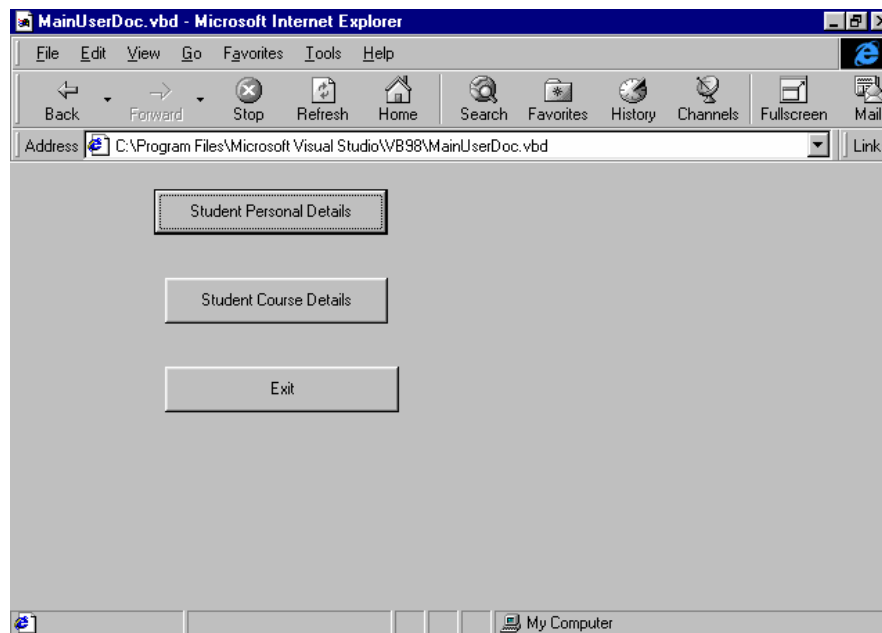 MainUserDoc.vbd - Microsoft Internet Explorer
File Edit View Go Favorites Tools Help
Back Forward Stop Refresh Home Search Favorites History Channels Fullscreen Mail
Address C:\Program Files\Microsoft Visual Studio\VB98\MainUserDoc.vbd Link
Student Personal Details
Student Course Details
Exit
My Computer